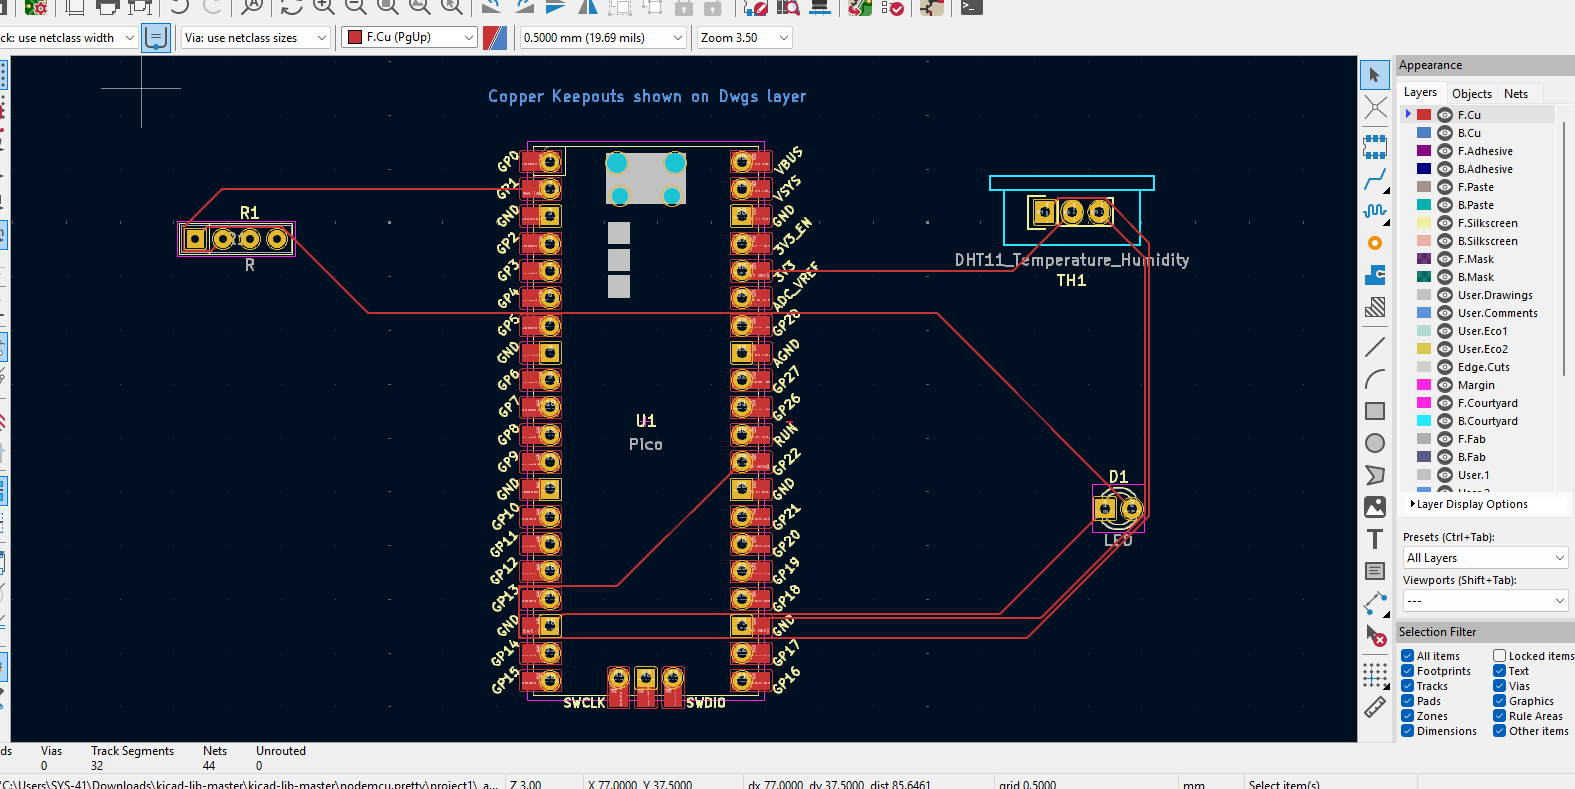 ck: use netclass width
Via: use netclass sizes
F.Cu (PgUp)
0.5000 mm (19.69 mils)
Zoom 3.50
Copper Keepouts shown on Dwgs layer
GP0
GP1
GND
GP2
GP3
GP4
GP5
GND
GP6
GP7
GP8
GP9
GND
GP10
GP11
GP12
GP13
GND
GP14
GP15
VBUS
VSYS
GND
3V3_EN
3V3
ADC_VREF
GP28
AGND
GP27
GP26
RUN
GP22
GND
GP21
GP20
GP19
GP18
GND
GP17
GP16
R1
R
U1
Pico
SWCLK
SWDIO
DHT11_Temperature_Humidity
TH1
D1
LED
Appearance
Layers Objects Nets
F.Cu
B.Cu
F.Adhesive
B.Adhesive
F.Paste
B.Paste
F.Silkscreen
B.Silkscreen
F.Mask
B.Mask
User.Drawings
User.Comments
User.Eco1
User.Eco2
Edge.Cuts
Margin
F.Courtyard
B.Courtyard
F.Fab
B.Fab
User.1
Layer Display Options
Presets (Ctrl+Tab):
All Layers
Viewports (Shift+Tab):
---
Selection Filter
All items Locked items
Footprints Text
Tracks Vias
Pads Graphics
Zones Rule Areas
Dimensions Other items
ds Vias Track Segments Nets Unrouted
0 32 44 0
'C:\Users\SYS-41\Downloads\kicad-lib-master\kicad-lib-master\nodemcu.pretty\project1\_a... Z 3.00 X 77.0000 Y 37.5000 dx 77.0000 dy 37.5000 dist 85.6461 grid 0.5000 mm Select item(s)